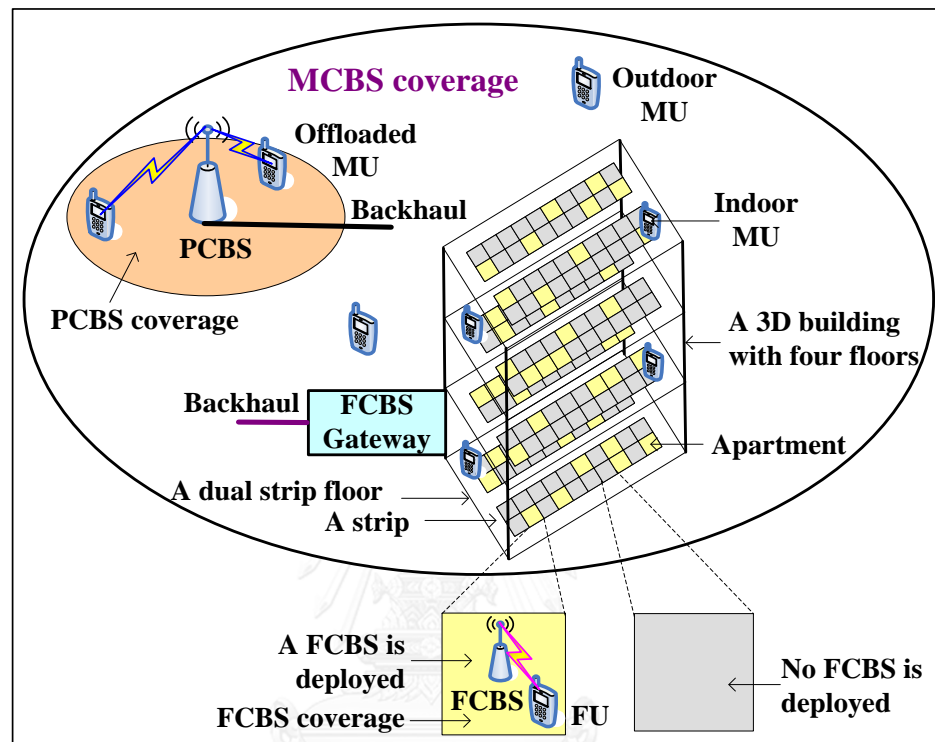 MCBS coverage
Outdoor
MU
Offloaded
MU
Backhaul
PCBS
PCBS coverage
Indoor
MU
A 3D building
with four floors
Backhaul
FCBS
Gateway
Apartment
A dual strip floor
A strip
A FCBS is
deployed
FCBS
FU
FCBS coverage
No FCBS is
deployed